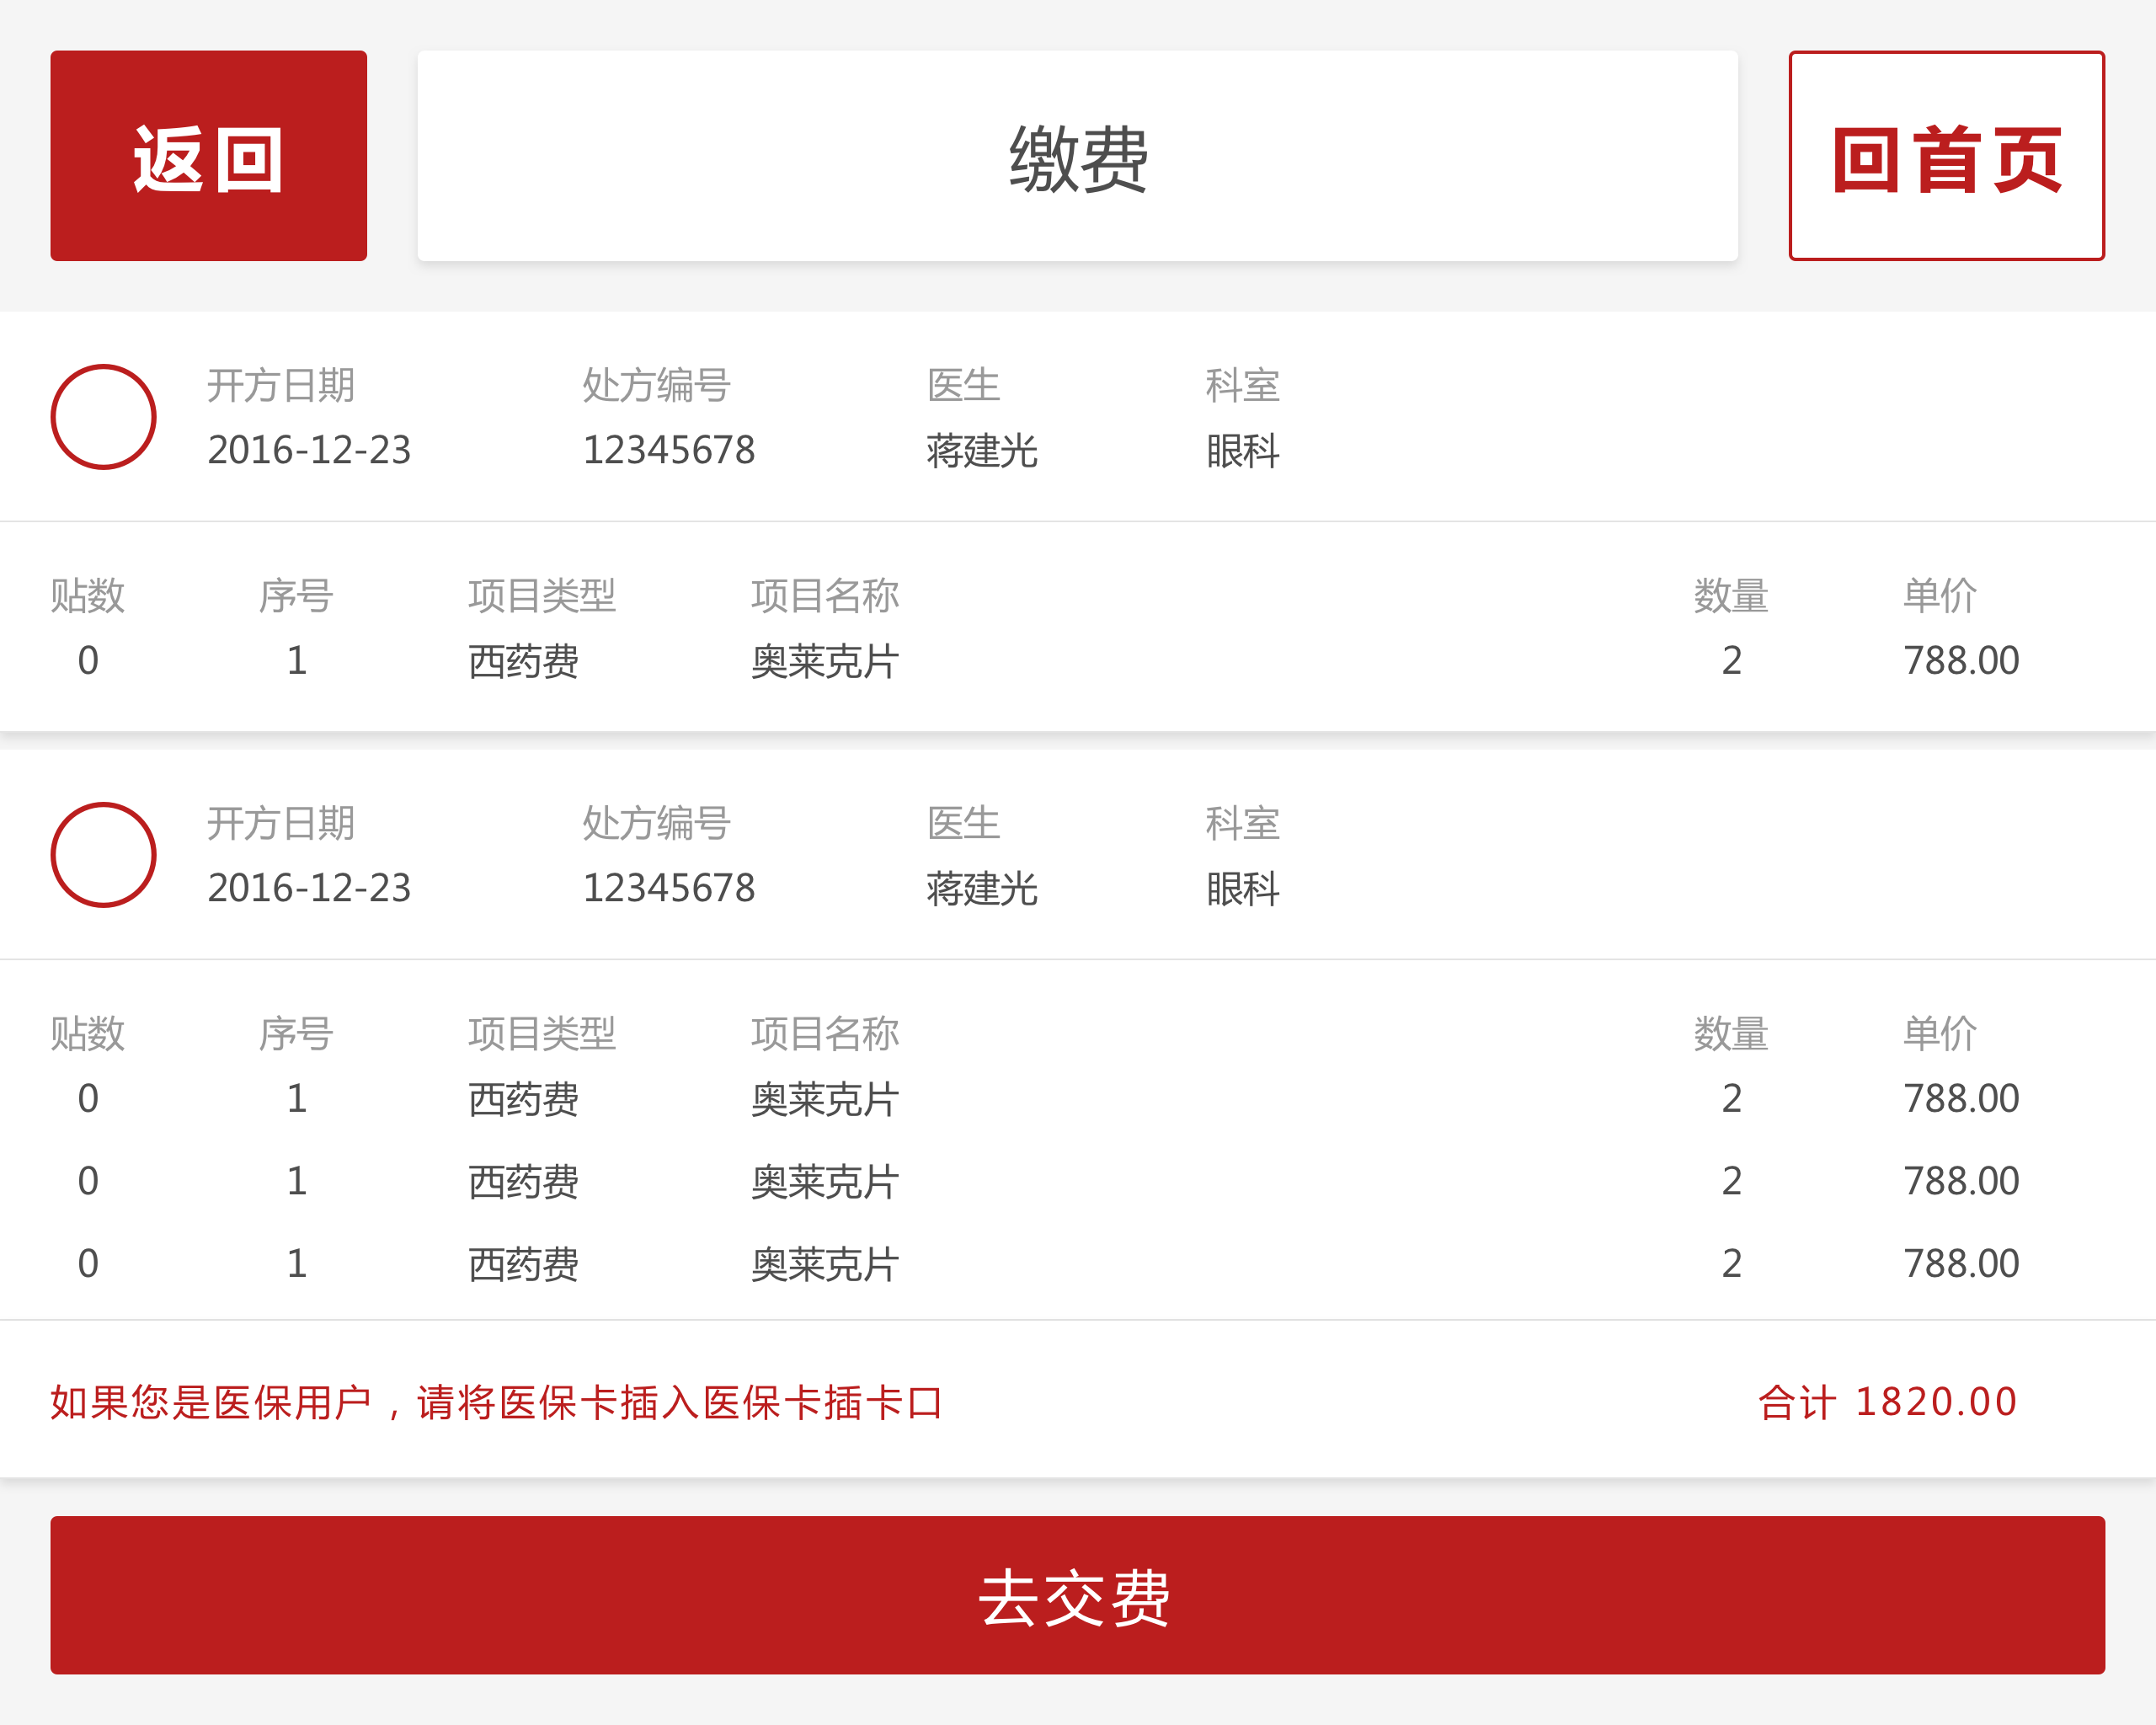 返回 缴费 回首页
开方日期 处方编号 医生 科室
2016-12-23 12345678 蒋建光 眼科
贴数 序号 项目类型 项目名称 数量 单价
0 1 西药费 奥莱克片 2 788.00
开方日期 处方编号 医生 科室
2016-12-23 12345678 蒋建光 眼科
贴数 序号 项目类型 项目名称 数量 单价
0 1 西药费 奥莱克片 2 788.00
0 1 西药费 奥莱克片 2 788.00
0 1 西药费 奥莱克片 2 788.00
如果您是医保用户，请将医保卡插入医保卡插卡口 合计 1820.00
去交费